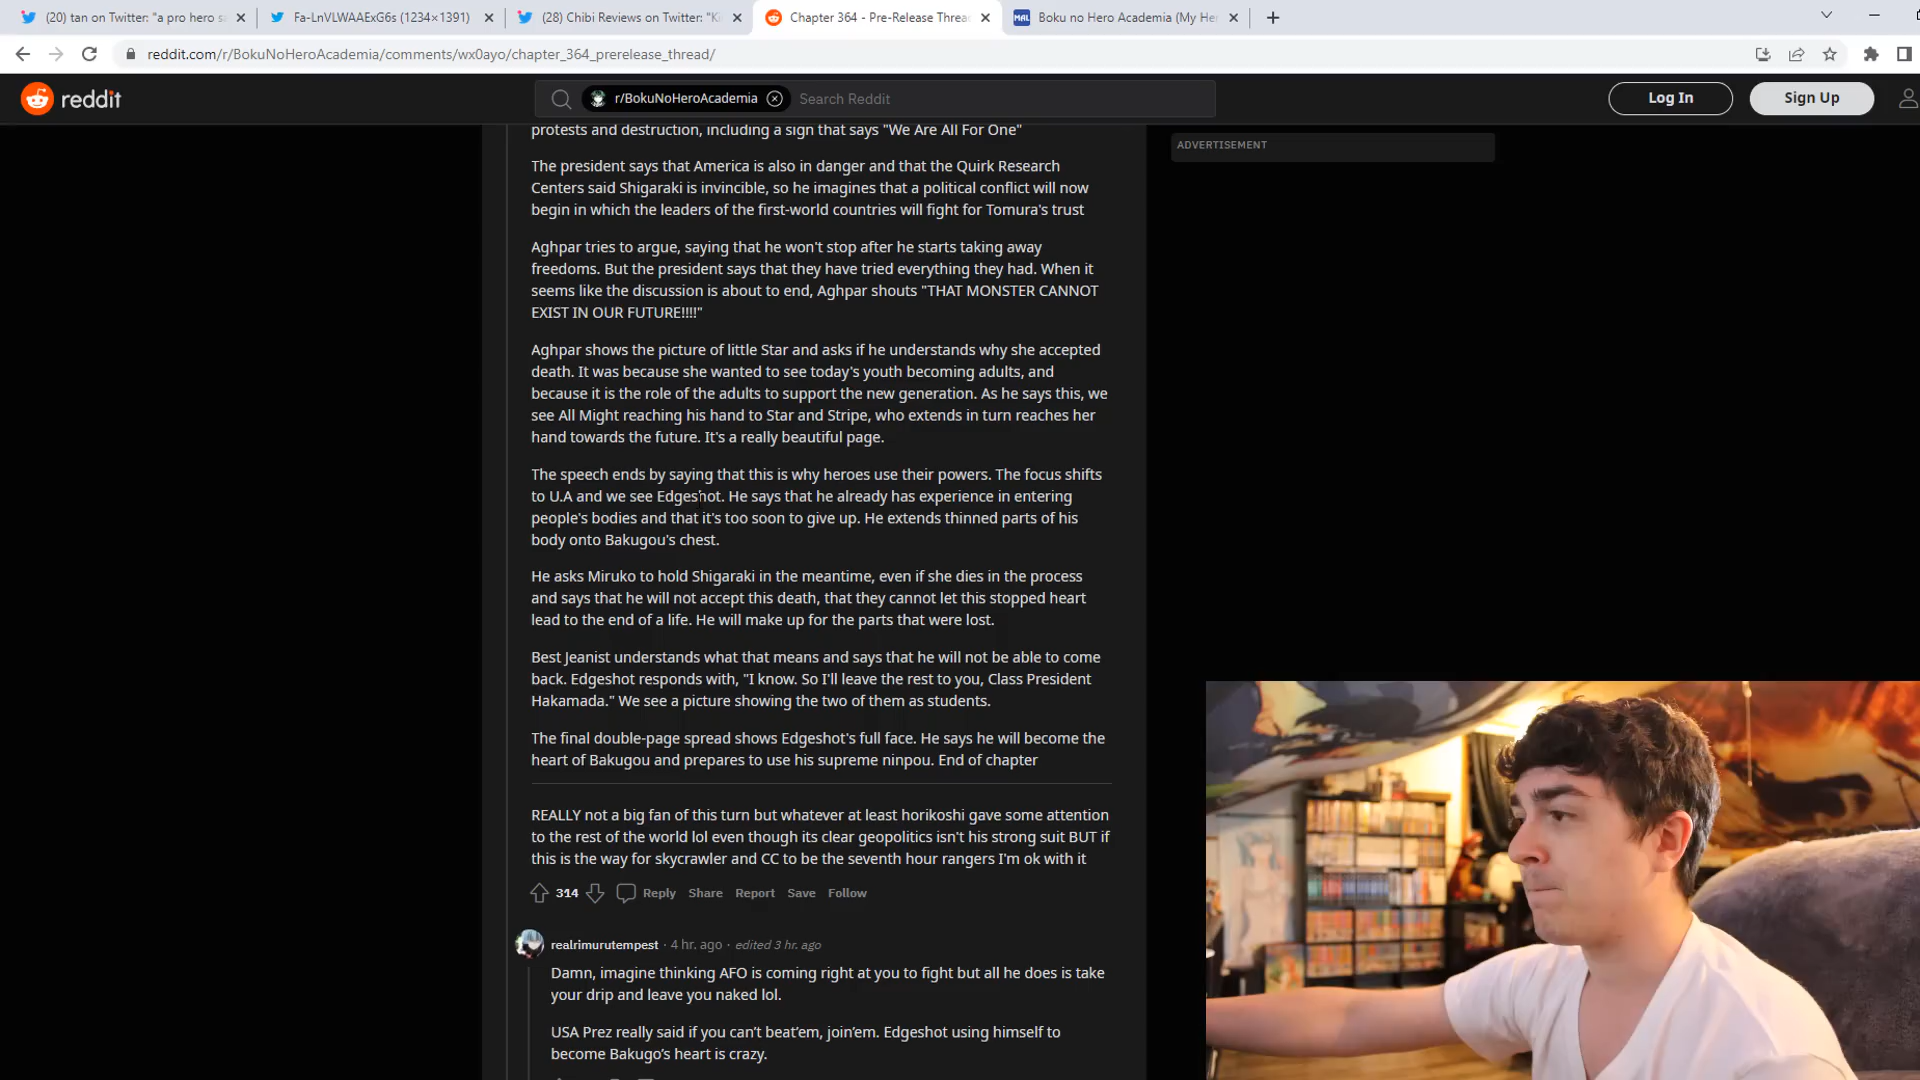 (20) tan on Twitter: "a pro hero sa
Fa-LnVLWAAExG6s (1234×1391)
(28) Chibi Reviews on Twitter: "Ki
Chapter 364 - Pre-Release Threa
MAL Boku no Hero Academia (My He
reddit.com/r/BokuNoHeroAcademia/comments/wx0ayo/chapter_364_prerelease_thread/
reddit
r/BokuNoHeroAcademia
Search Reddit
Log In
Sign Up
protests and destruction, including a sign that says "We Are All For One"
ADVERTISEMENT
The president says that America is also in danger and that the Quirk Research
Centers said Shigaraki is invincible, so he imagines that a political conflict will now
begin in which the leaders of the first-world countries will fight for Tomura's trust
Aghpar tries to argue, saying that he won't stop after he starts taking away
freedoms. But the president says that they have tried everything they had. When it
seems like the discussion is about to end, Aghpar shouts "THAT MONSTER CANNOT
EXIST IN OUR FUTURE!!!!"
Aghpar shows the picture of little Star and asks if he understands why she accepted
death. It was because she wanted to see today's youth becoming adults, and
because it is the role of the adults to support the new generation. As he says this, we
see All Might reaching his hand to Star and Stripe, who extends in turn reaches her
hand towards the future. It's a really beautiful page.
The speech ends by saying that this is why heroes use their powers. The focus shifts
to U.A and we see Edgeshot. He says that he already has experience in entering
people's bodies and that it's too soon to give up. He extends thinned parts of his
body onto Bakugou's chest.
He asks Miruko to hold Shigaraki in the meantime, even if she dies in the process
and says that he will not accept this death, that they cannot let this stopped heart
lead to the end of a life. He will make up for the parts that were lost.
Best Jeanist understands what that means and says that he will not be able to come
back. Edgeshot responds with, "I know. So I'll leave the rest to you, Class President
Hakamada." We see a picture showing the two of them as students.
The final double-page spread shows Edgeshot's full face. He says he will become the
heart of Bakugou and prepares to use his supreme ninpou. End of chapter
REALLY not a big fan of this turn but whatever at least horikoshi gave some attention
to the rest of the world lol even though its clear geopolitics isn't his strong suit BUT if
this is the way for skycrawler and CC to be the seventh hour rangers I'm ok with it
314 Reply Share Report Save Follow
realrimurutempest · 4 hr. ago · edited 3 hr. ago
Damn, imagine thinking AFO is coming right at you to fight but all he does is take
your drip and leave you naked lol.
USA Prez really said if you can't beat'em, join'em. Edgeshot using himself to
become Bakugo's heart is crazy.